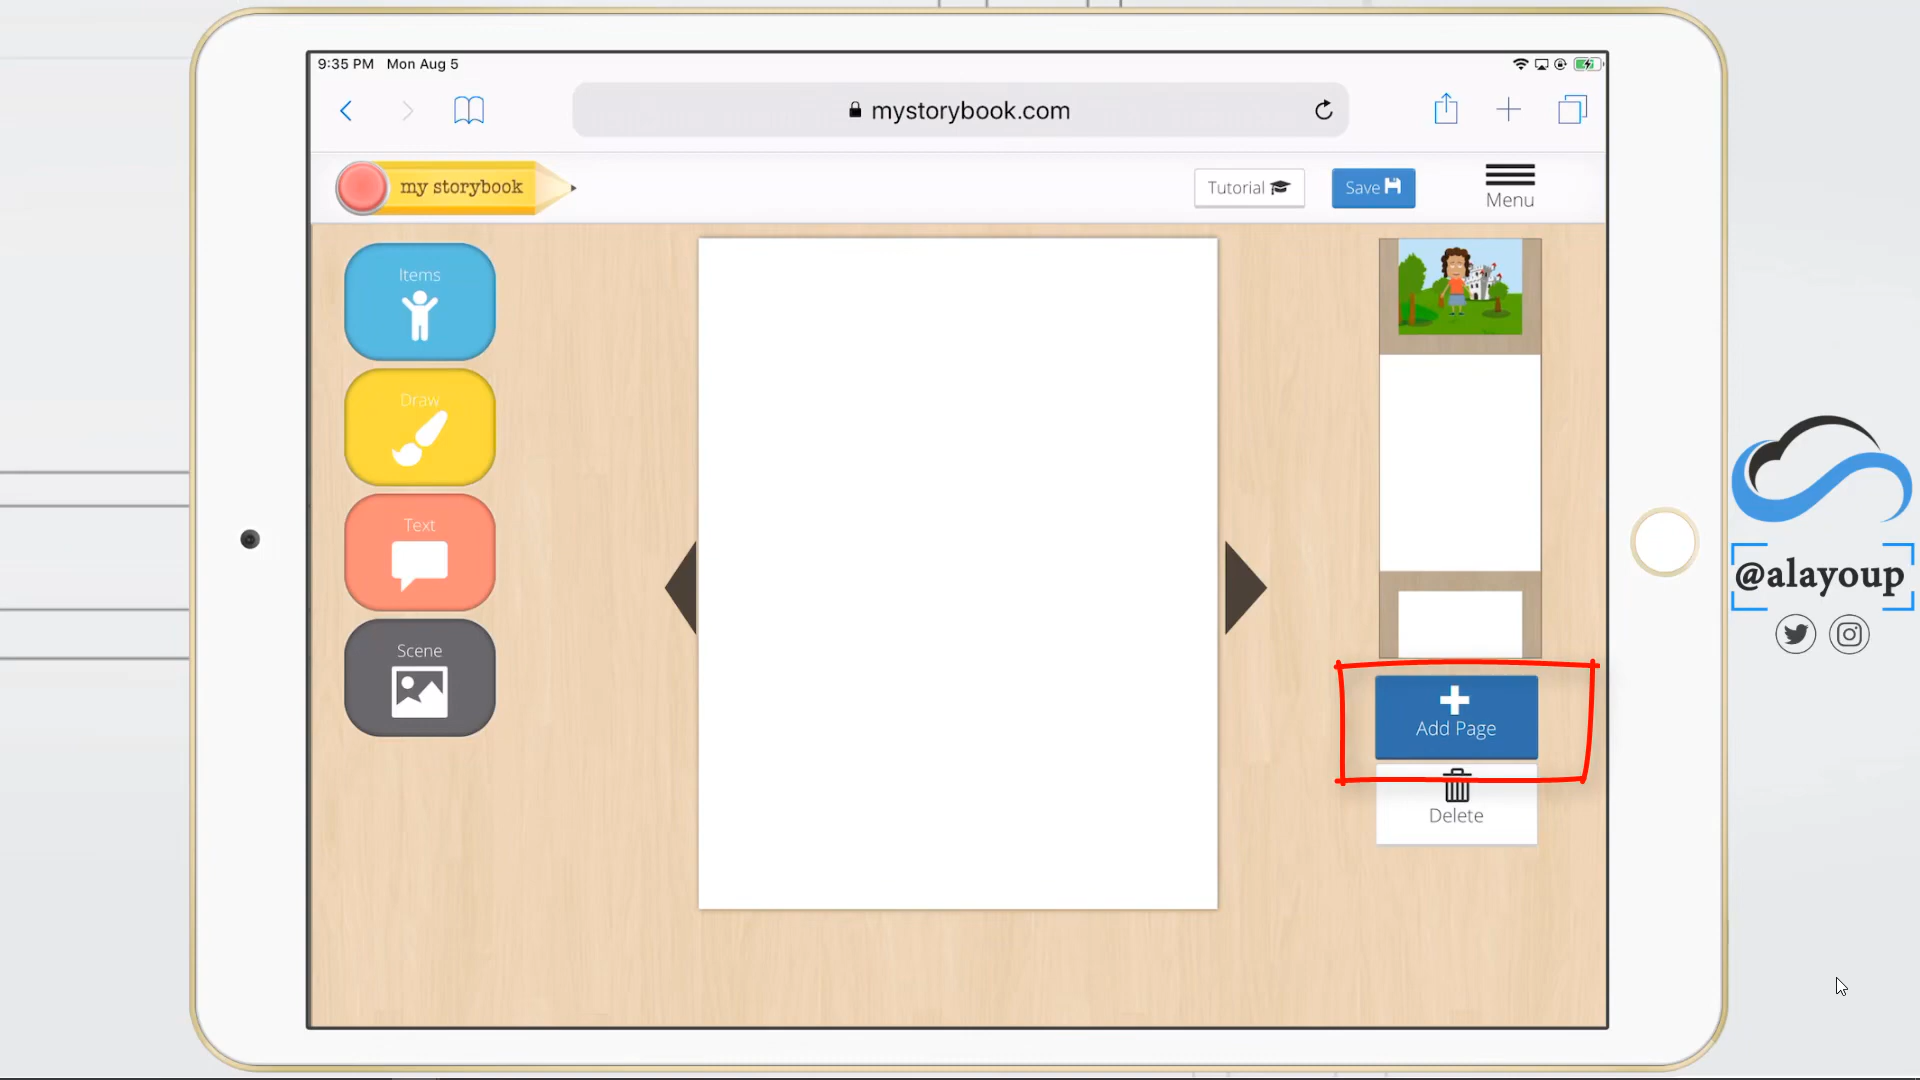 9:35 PM Mon Aug 5
mystorybook.com
my storybook
Tutorial
Save
Menu
Items
Draw
Text
Scene
Add Page
Delete
@alayoup